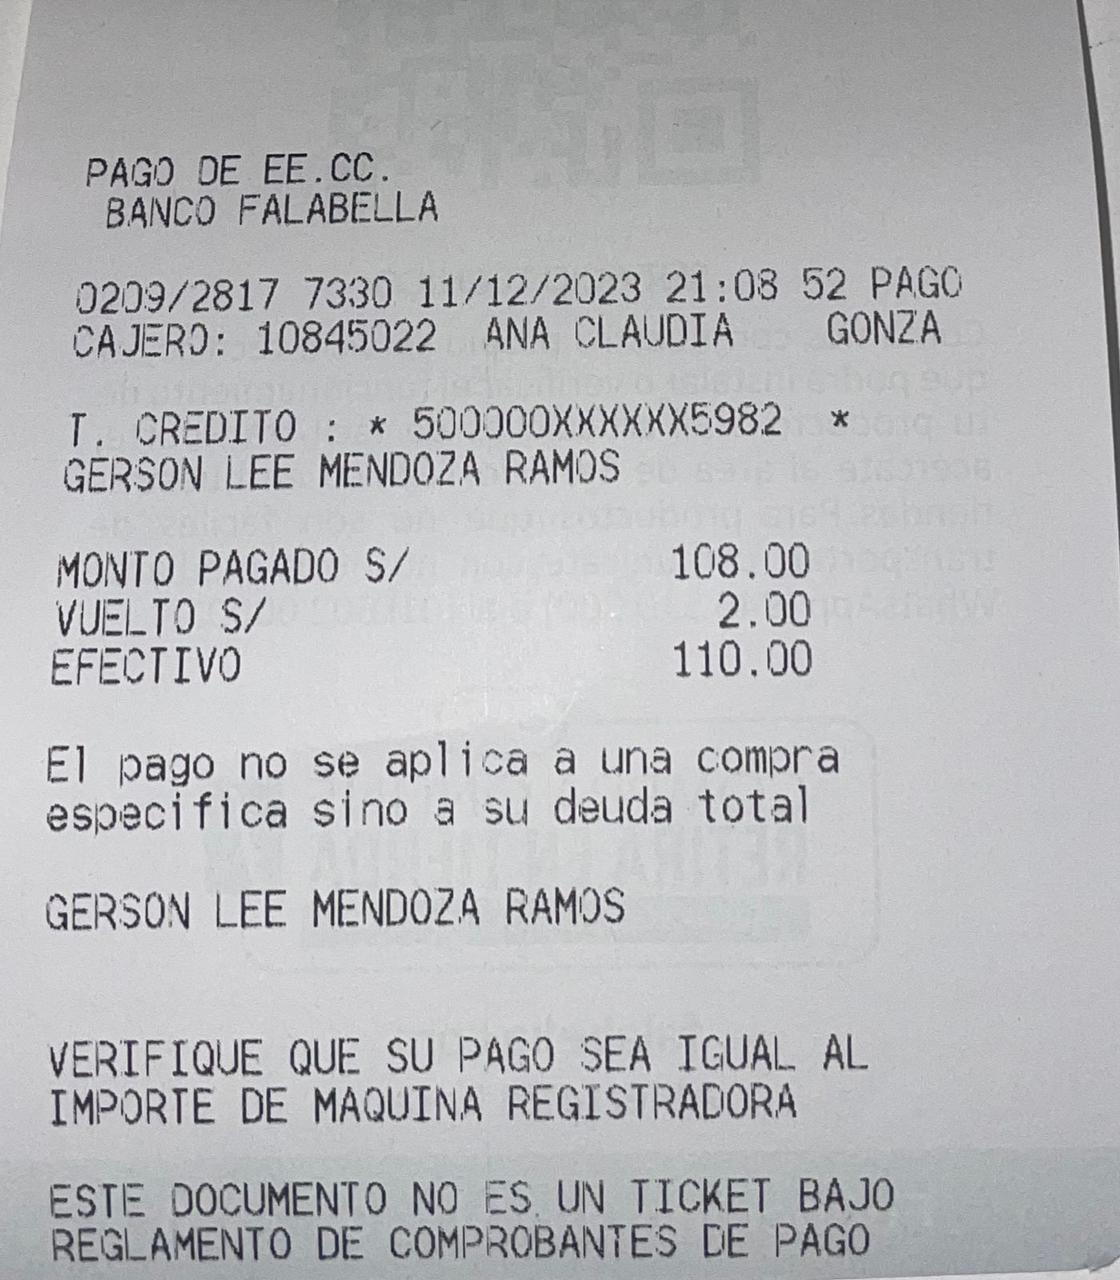 PAGO DE EE.CC.
BANCO FALABELLA
0209/2817 7330 11/12/2023 21:08 52 PAGO
CAJERO: 10845022 ANA CLAUDIA GONZA
T. CREDITO : * 500000XXXXXX5982 *
GERSON LEE MENDOZA RAMOS
MONTO PAGADO S/ 108.00
VUELTO S/ 2.00
EFECTIVO 110.00
El pago no se aplica a una compra
especifica sino a su deuda total
GERSON LEE MENDOZA RAMOS
VERIFIQUE QUE SU PAGO SEA IGUAL AL
IMPORTE DE MAQUINA REGISTRADORA
ESTE DOCUMENTO NO ES UN TICKET BAJO
REGLAMENTO DE COMPROBANTES DE PAGO